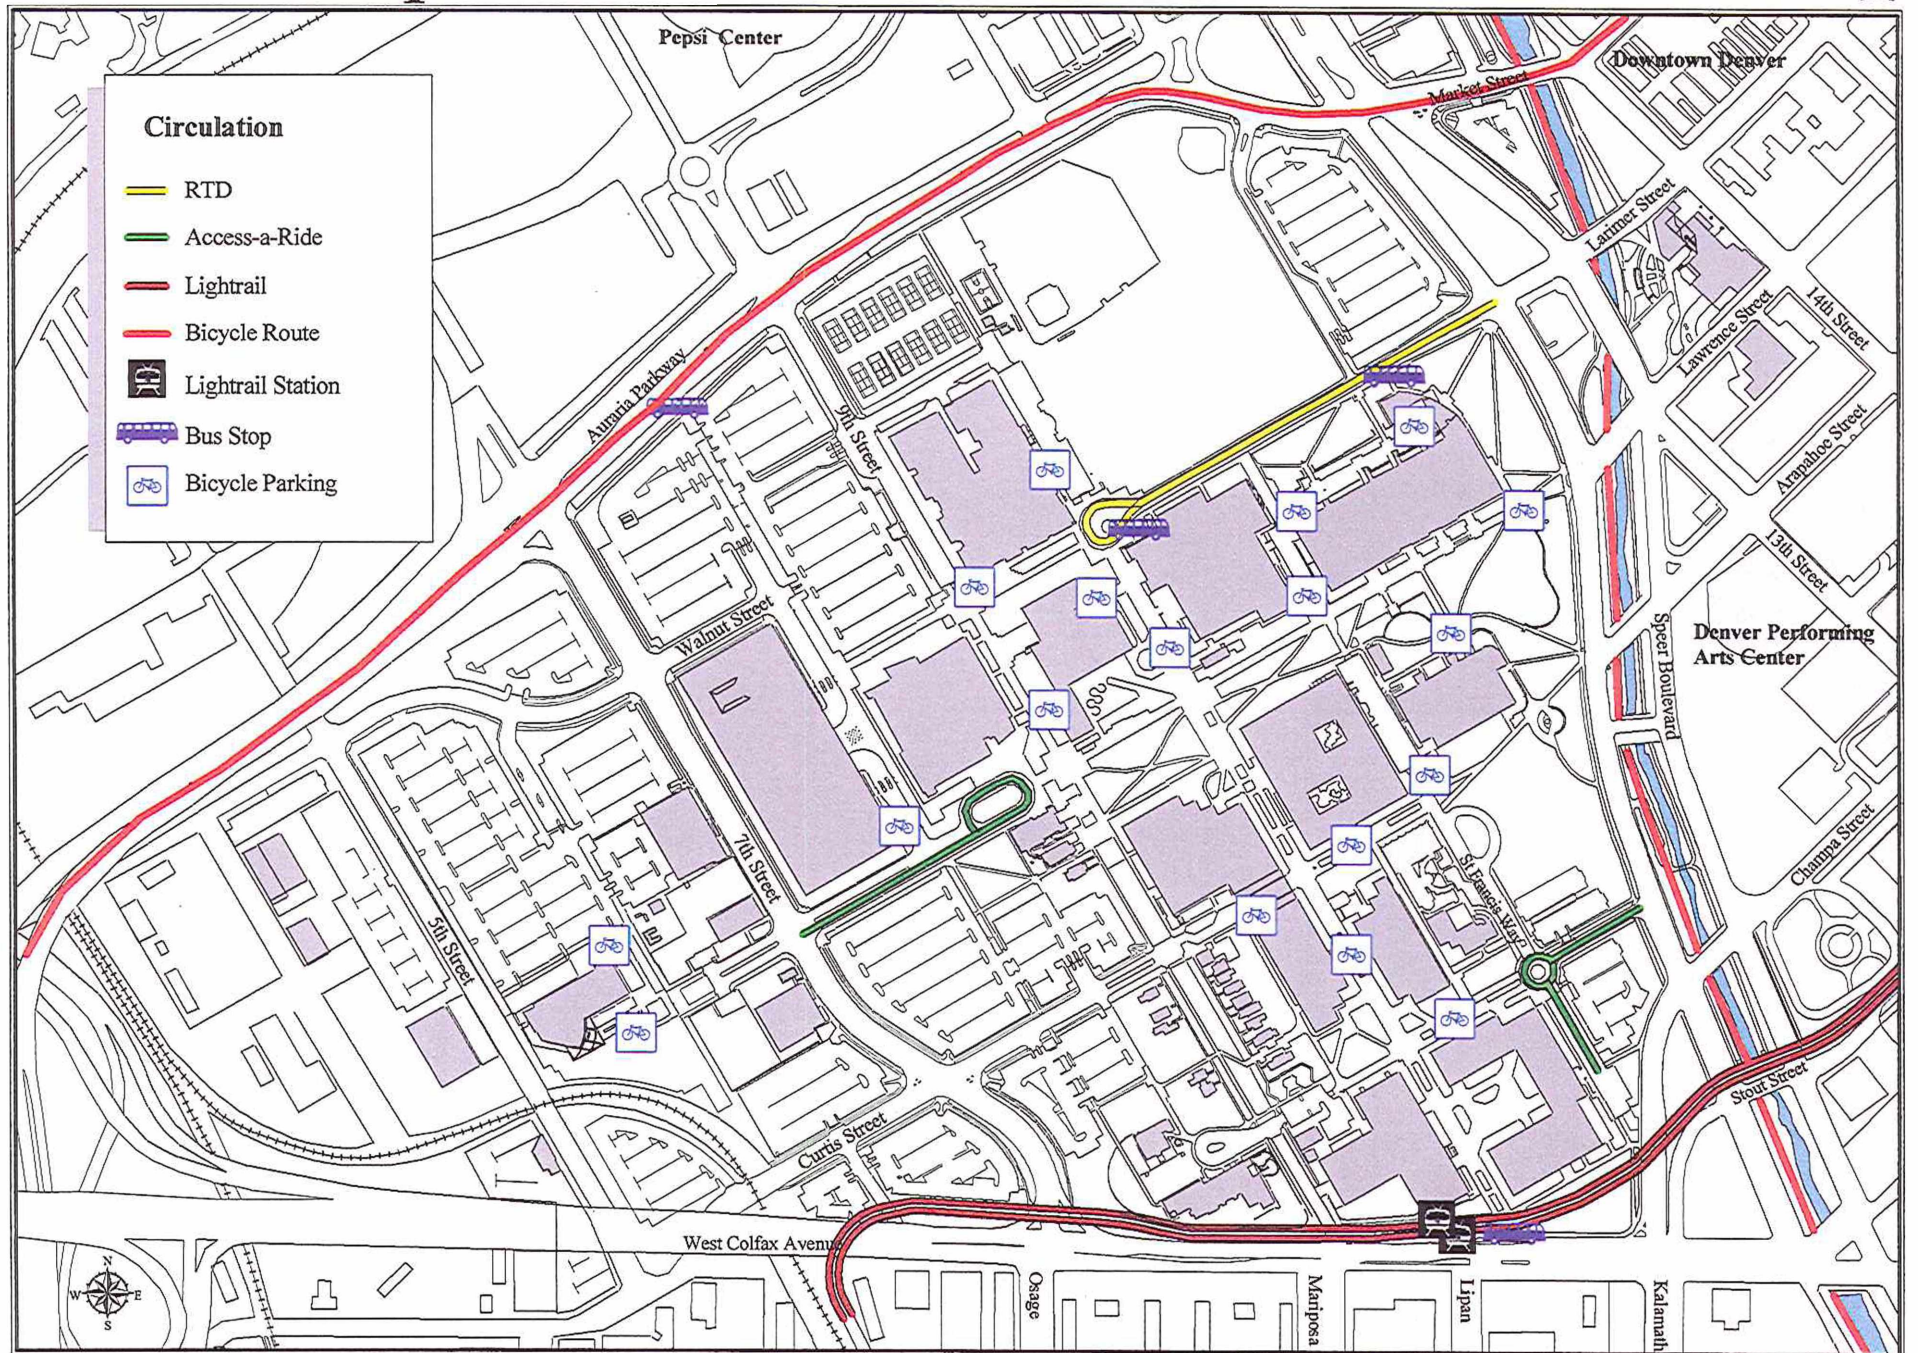 Pepsi Center
Downtown Denver
Market Street
Circulation
RTD
Access-a-Ride
Lightrail
Bicycle Route
Lightrail Station
Bus Stop
Bicycle Parking
Larimer Street
Lawrence Street
14th Street
Auraria Parkway
9th Street
Arapahoe Street
13th Street
Walnut Street
Speer Boulevard
Denver Performing
Arts Center
7th Street
Champa Street
St Francis Way
5th Street
Stout Street
Curtis Street
West Colfax Avenue
N
W
E
S
Osage
Mariposa
Lipan
Kalamath